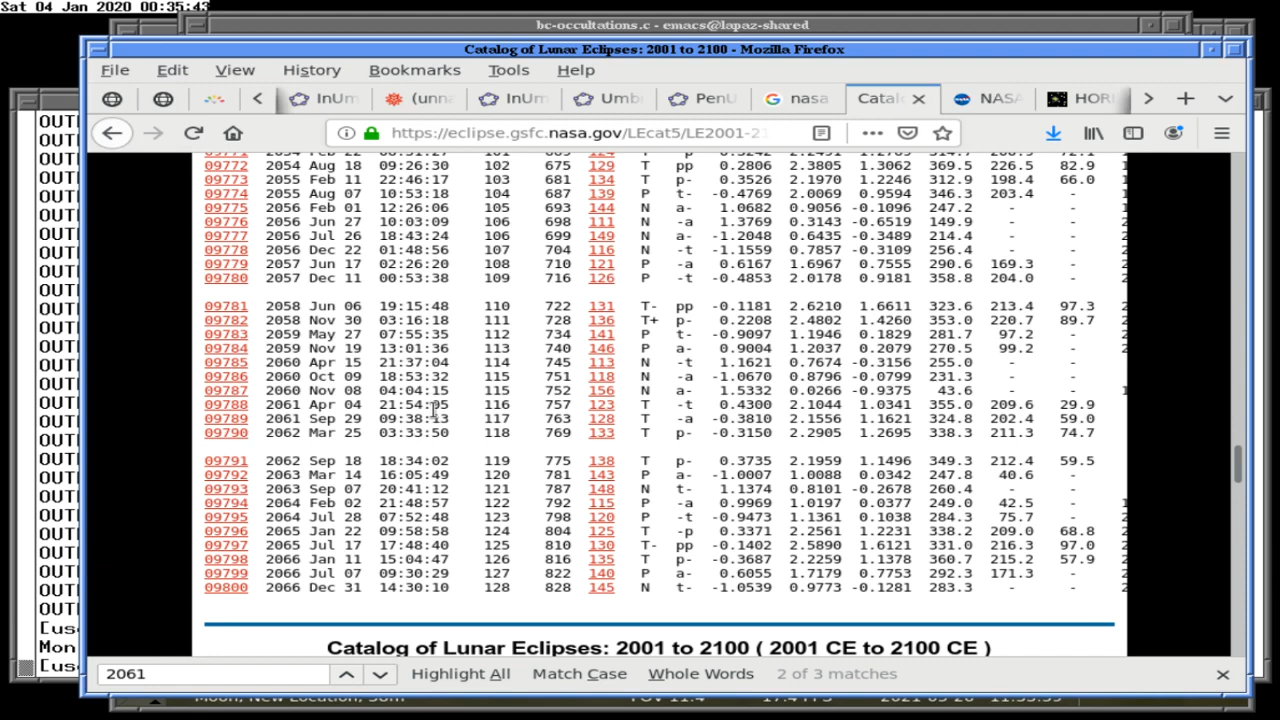 Sat 04 Jan 2020 00:35:43
bc-occultations.c - emacs@lapaz-shared
Catalog of Lunar Eclipses: 2001 to 2100 - Mozilla Firefox
File Edit View History Bookmarks Tools Help
InUm (unna InUm Umbr PenU nasa Catal NASA HORI
https://eclipse.gsfc.nasa.gov/LEcat5/LE2001-21
09772 2054 Aug 18 09:26:30 102 675 129 T pp 0.2806 2.3805 1.3062 369.5 226.5 82.9
09773 2055 Feb 11 22:46:17 103 681 134 T p- 0.3526 2.1970 1.2246 312.9 198.4 66.0
09774 2055 Aug 07 10:53:18 104 687 139 P t- -0.4769 2.0069 0.9594 346.3 203.4 -
09775 2056 Feb 01 12:26:06 105 693 144 N a- 1.0682 0.9056 -0.1096 247.2 - -
09776 2056 Jun 27 10:03:09 106 698 111 N -a 1.3769 0.3143 -0.6519 149.9 - -
09777 2056 Jul 26 18:43:24 106 699 149 N a- -1.2048 0.6435 -0.3489 214.4 - -
09778 2056 Dec 22 01:48:56 107 704 116 N -t -1.1559 0.7857 -0.3109 256.4 - -
09779 2057 Jun 17 02:26:20 108 710 121 P -a 0.6167 1.6967 0.7555 290.6 169.3 -
09780 2057 Dec 11 00:53:38 109 716 126 P -t -0.4853 2.0178 0.9181 358.8 204.0 -
09781 2058 Jun 06 19:15:48 110 722 131 T- pp -0.1181 2.6210 1.6611 323.6 213.4 97.3
09782 2058 Nov 30 03:16:18 111 728 136 T+ p- 0.2208 2.4802 1.4260 353.0 220.7 89.7
09783 2059 May 27 07:55:35 112 734 141 P t- -0.9097 1.1946 0.1829 281.7 97.2 -
09784 2059 Nov 19 13:01:36 113 740 146 P a- 0.9004 1.2037 0.2079 270.5 99.2 -
09785 2060 Apr 15 21:37:04 114 745 113 N -t 1.1621 0.7674 -0.3156 255.0 - -
09786 2060 Oct 09 18:53:32 115 751 118 N -a -1.0670 0.8796 -0.0799 231.3 - -
09787 2060 Nov 08 04:04:15 115 752 156 N a- 1.5332 0.0266 -0.9375 43.6 - -
09788 2061 Apr 04 21:54:05 116 757 123 T -t 0.4300 2.1044 1.0341 355.0 209.6 29.9
09789 2061 Sep 29 09:38:13 117 763 128 T -a -0.3810 2.1556 1.1628 324.8 202.4 59.0
09790 2062 Mar 25 03:33:50 118 769 133 T p- -0.3150 2.2905 1.2695 338.3 211.3 74.7
09791 2062 Sep 18 18:34:02 119 775 138 T p- 0.3735 2.1959 1.1496 349.3 212.4 59.5
09792 2063 Mar 14 16:05:49 120 781 143 P a- -1.0007 1.0088 0.0342 247.8 40.6 -
09793 2063 Sep 07 20:41:12 121 787 148 N t- 1.1374 0.8101 -0.2678 260.4 - -
09794 2064 Feb 02 21:48:57 122 792 115 P -a 0.9969 1.0197 0.0377 249.0 42.5 -
09795 2064 Jul 28 07:52:48 123 798 120 P -t -0.9473 1.1361 0.1038 284.3 75.7 -
09796 2065 Jan 22 09:58:58 124 804 125 T -p 0.3371 2.2561 1.2231 338.2 209.0 68.8
09797 2065 Jul 17 17:48:40 125 810 130 T- pp -0.1402 2.5890 1.6121 331.0 216.3 97.0
09798 2066 Jan 11 15:04:47 126 816 135 T p- -0.3687 2.2259 1.1378 360.7 215.2 57.9
09799 2066 Jul 07 09:30:29 127 822 140 P a- 0.6055 1.7179 0.7753 292.3 171.3 -
09800 2066 Dec 31 14:30:10 128 828 145 N t- -1.0539 0.9773 -0.1281 283.3 - -
Catalog of Lunar Eclipses: 2001 to 2100 ( 2001 CE to 2100 CE )
2061 Highlight All Match Case Whole Words 2 of 3 matches